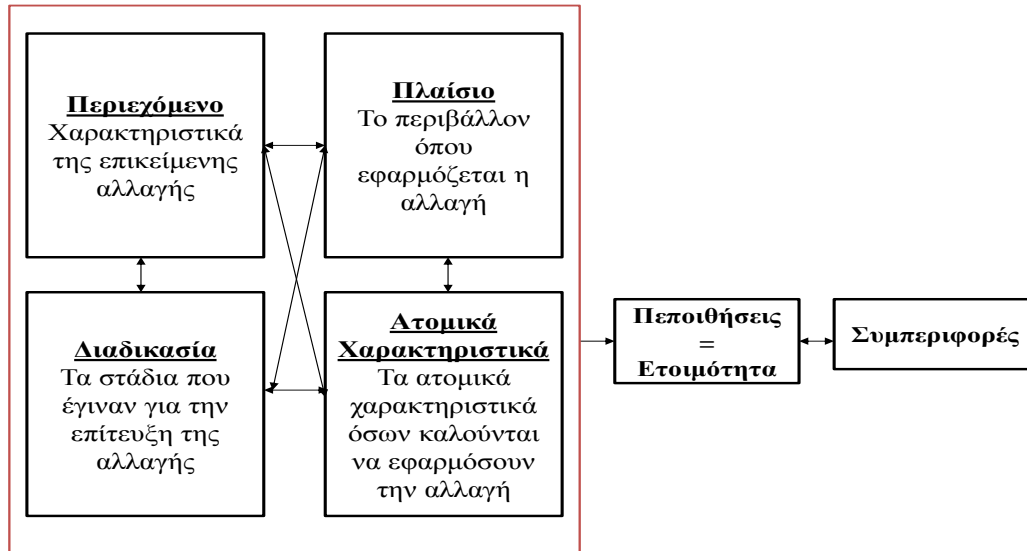 Περιεχόμενο
Χαρακτηριστικά
της επικείμενης
αλλαγής
Πλαίσιο
Το περιβάλλον
όπου
εφαρμόζεται η
αλλαγή
Διαδικασία
Τα στάδια που
έγιναν για την
επίτευξη της
αλλαγής
Ατομικά
Χαρακτηριστικά
Τα ατομικά
χαρακτηριστικά
όσων καλούνται
να εφαρμόσουν
την αλλαγή
Πεποιθήσεις
=
Ετοιμότητα
Συμπεριφορές